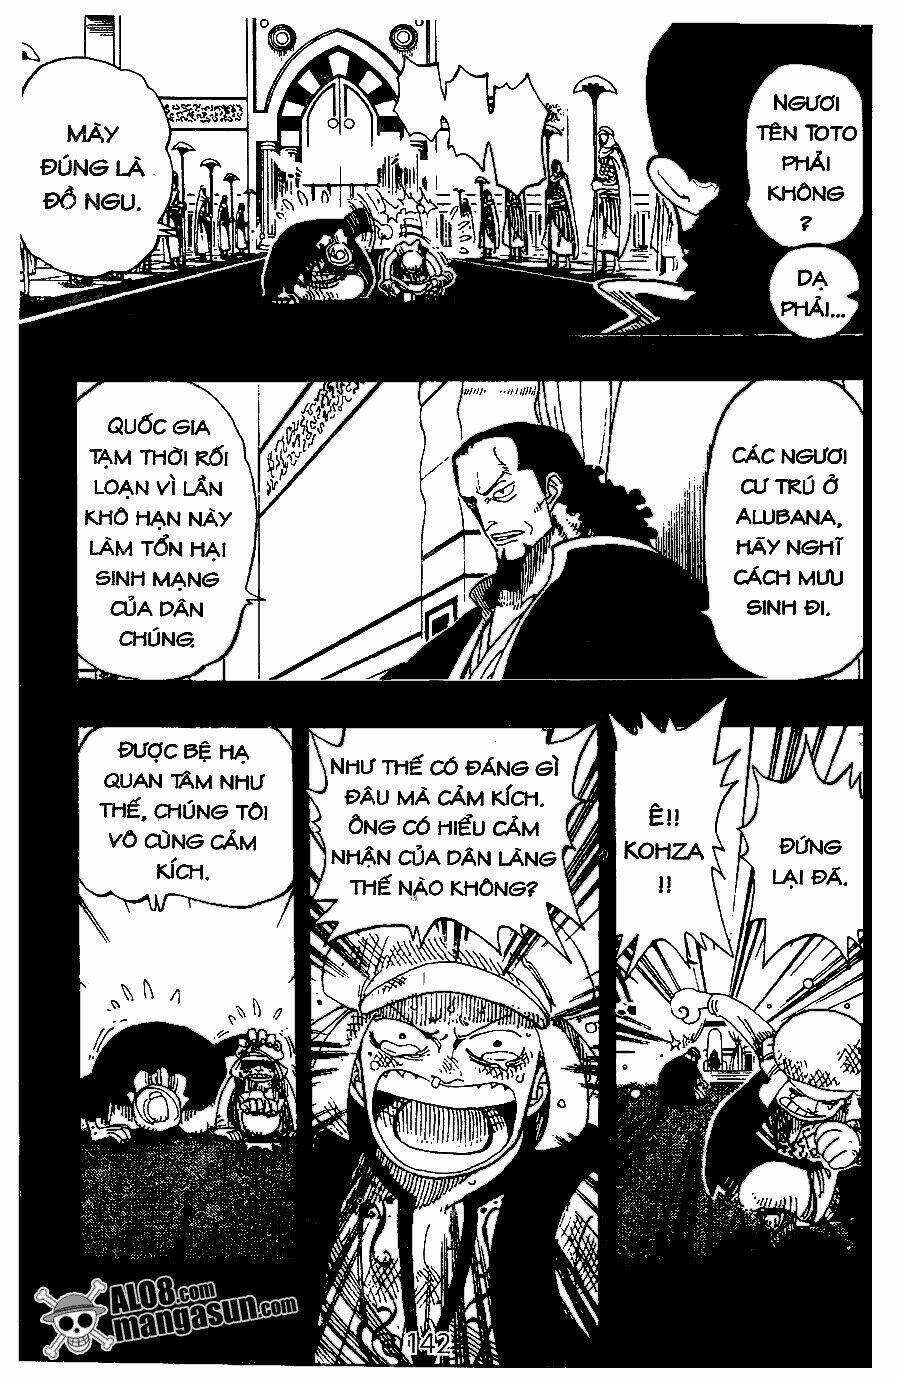 NGƯƠI
TÊN TOTO
PHẢI
KHÔNG
?
DẠ
PHẢI...
MÀY
ĐÚNG LÀ
ĐỒ NGU.
CÁC NGƯƠI
CƯ TRÚ Ở
ALUBANA,
HÃY NGHĨ
CÁCH MƯU
SINH ĐI.
QUỐC GIA
TẠM THỜI RỐI
LOẠN VÌ LẦN
KHÔ HẠN NÀY
LÀM TỔN HẠI
SINH MẠNG
CỦA DÂN
CHÚNG.
ĐỨNG
LẠI ĐÃ.
Ê!!
KOHZA
!!
NHƯ THẾ CÓ ĐÁNG GÌ
ĐÂU MÀ CẢM KÍCH.
ÔNG CÓ HIỂU CẢM
NHẬN CỦA DÂN LÀNG
THẾ NÀO KHÔNG?
ĐƯỢC BỆ HẠ
QUAN TÂM NHƯ
THẾ, CHÚNG TÔI
VÔ CÙNG CẢM
KÍCH.
ALO8.com
mangasun.com
142